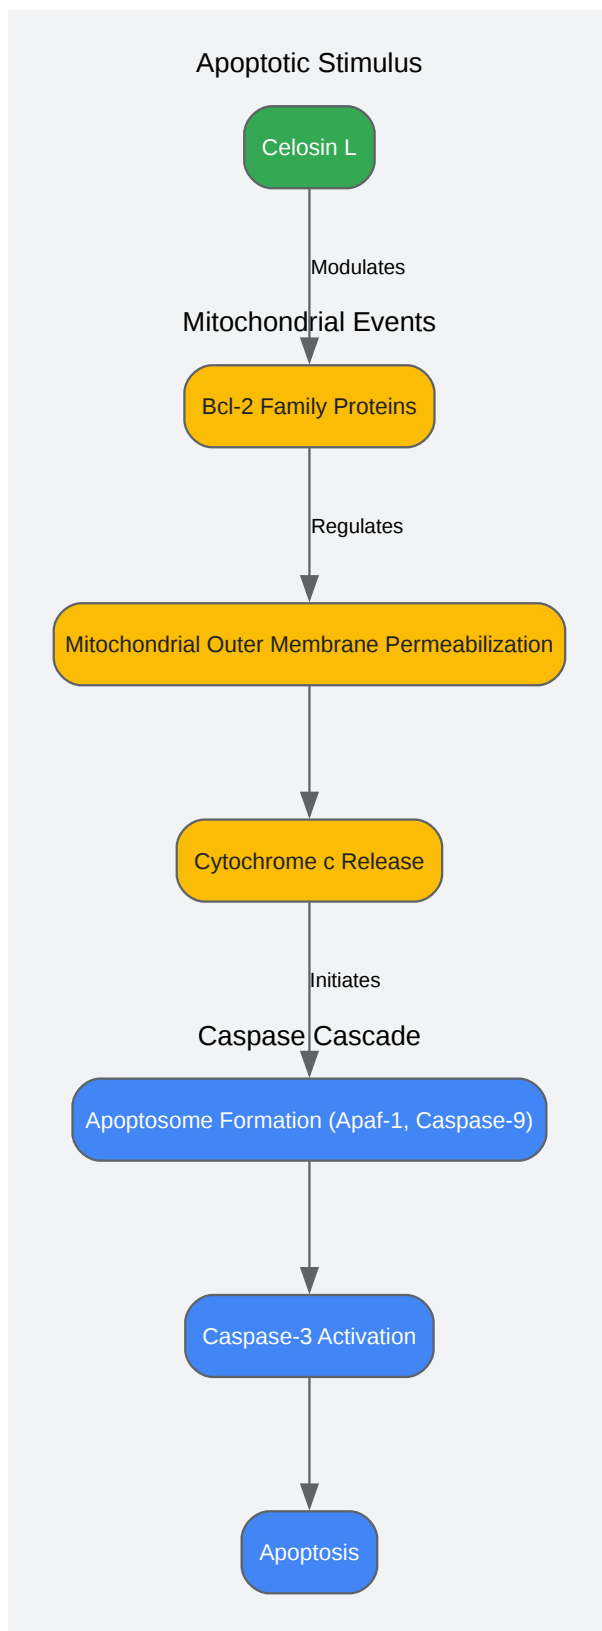 Apoptotic Stimulus
Celosin L
Modulates
Mitochondrial Events
Bcl-2 Family Proteins
Regulates
Mitochondrial Outer Membrane Permeabilization
Cytochrome c Release
Initiates
Caspase Cascade
Apoptosome Formation (Apaf-1, Caspase-9)
Caspase-3 Activation
Apoptosis